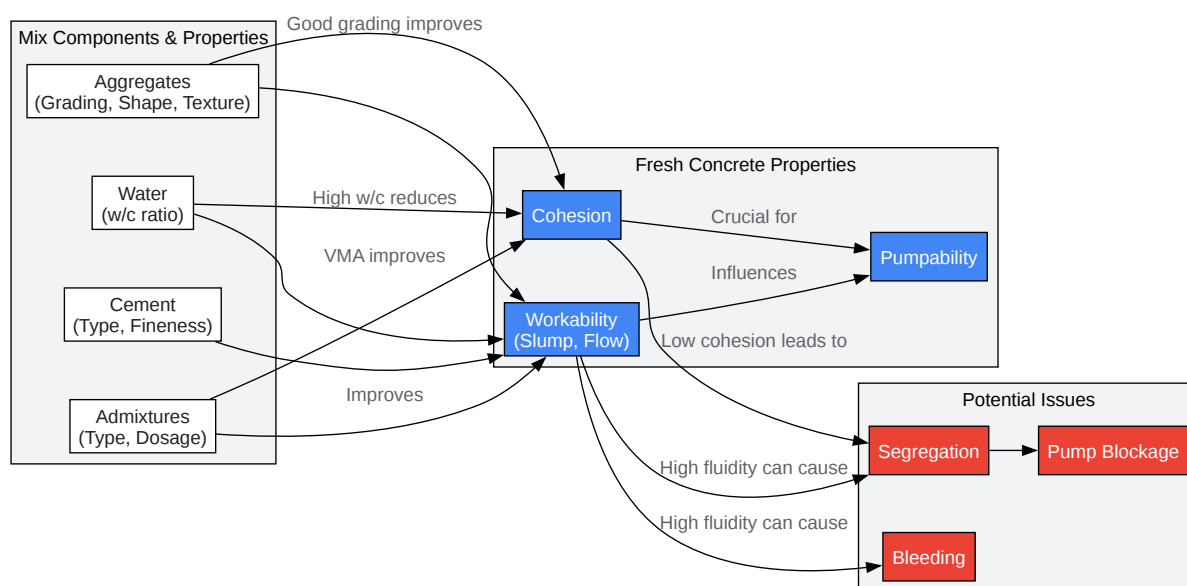 Good grading improves
Mix Components & Properties
Aggregates
(Grading, Shape, Texture)
Water
(w/c ratio)
Cement
(Type, Fineness)
Admixtures
(Type, Dosage)
High w/c reduces
VMA improves
Improves
Fresh Concrete Properties
Cohesion
Workability
(Slump, Flow)
Crucial for
Influences
Pumpability
Low cohesion leads to
High fluidity can cause
High fluidity can cause
Potential Issues
Segregation
Pump Blockage
Bleeding